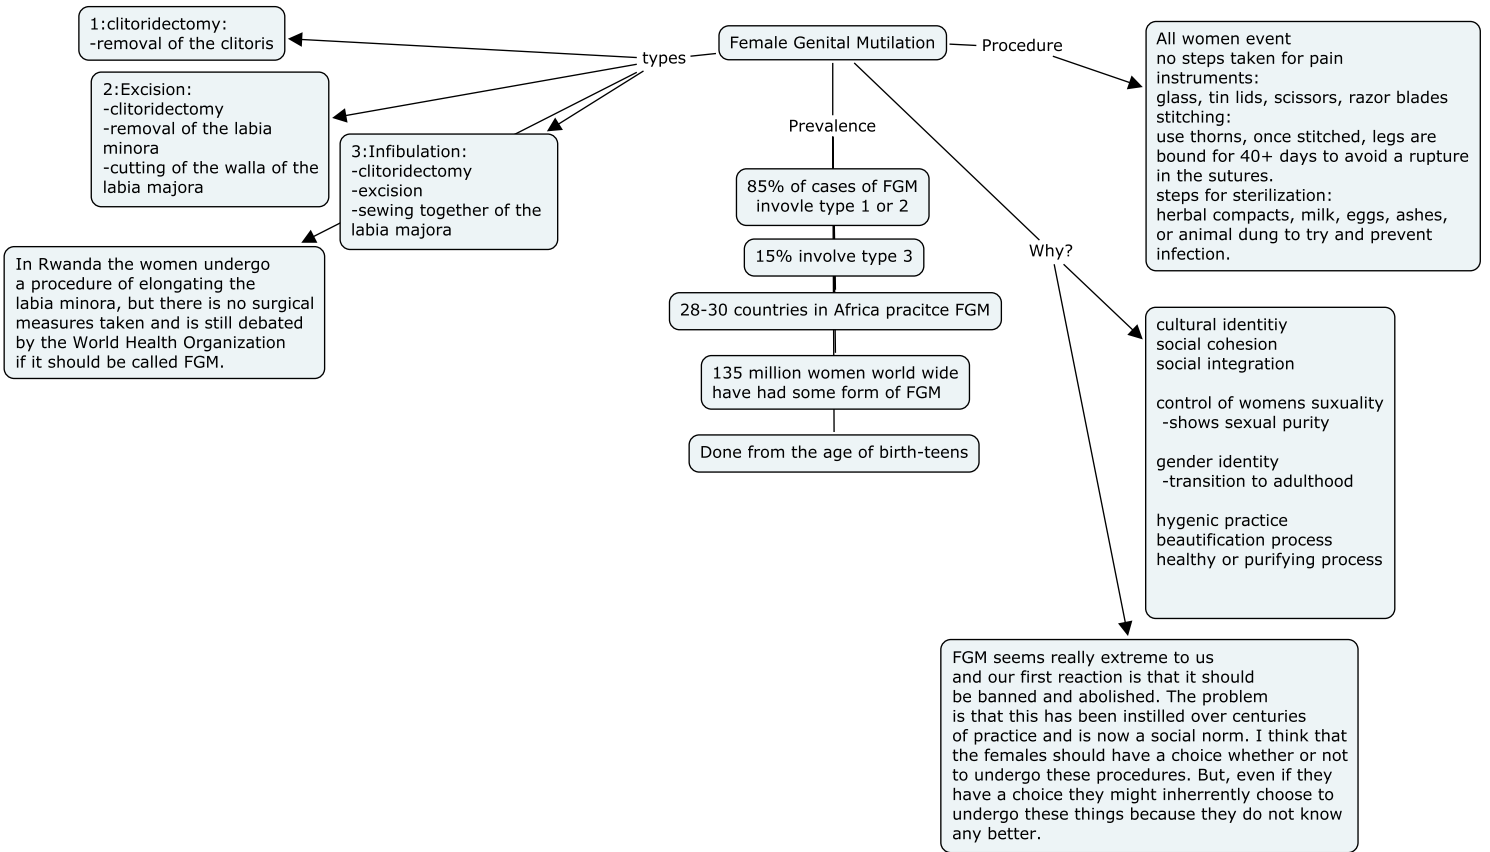 Female Genital Mutilation
types
1:clitoridectomy:
-removal of the clitoris
2:Excision:
-clitoridectomy
-removal of the labia
minora
-cutting of the walla of the
labia majora
3:Infibulation:
-clitoridectomy
-excision
-sewing together of the
labia majora
In Rwanda the women undergo
a procedure of elongating the
labia minora, but there is no surgical
measures taken and is still debated
by the World Health Organization
if it should be called FGM.
Prevalence
85% of cases of FGM
invovle type 1 or 2
15% involve type 3
28-30 countries in Africa pracitce FGM
135 million women world wide
have had some form of FGM
Done from the age of birth-teens
Procedure
All women event
no steps taken for pain
instruments:
glass, tin lids, scissors, razor blades
stitching:
use thorns, once stitched, legs are
bound for 40+ days to avoid a rupture
in the sutures.
steps for sterilization:
herbal compacts, milk, eggs, ashes,
or animal dung to try and prevent
infection.
Why?
cultural identitiy
social cohesion
social integration
control of womens suxuality
-shows sexual purity
gender identity
-transition to adulthood
hygenic practice
beautification process
healthy or purifying process
FGM seems really extreme to us
and our first reaction is that it should
be banned and abolished. The problem
is that this has been instilled over centuries
of practice and is now a social norm. I think that
the females should have a choice whether or not
to undergo these procedures. But, even if they
have a choice they might inherrently choose to
undergo these things because they do not know
any better.